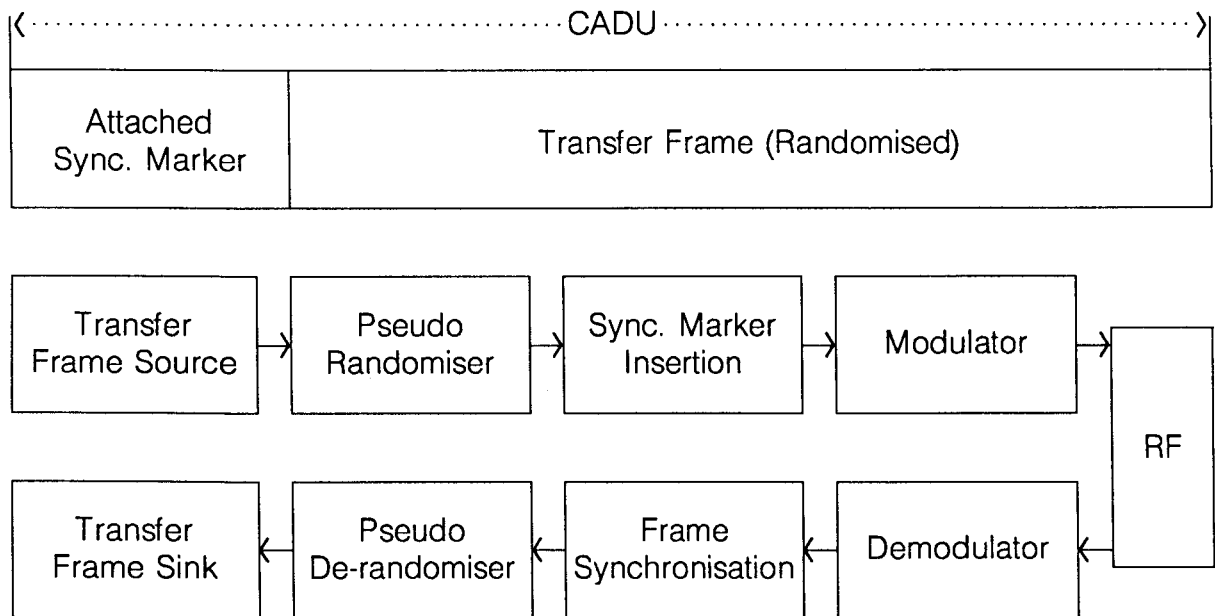 CADU
Attached
Sync. Marker
Transfer Frame (Randomised)
Transfer
Frame Source
Pseudo
Randomiser
Sync. Marker
Insertion
Modulator
RF
Transfer
Frame Sink
Pseudo
De-randomiser
Frame
Synchronisation
Demodulator